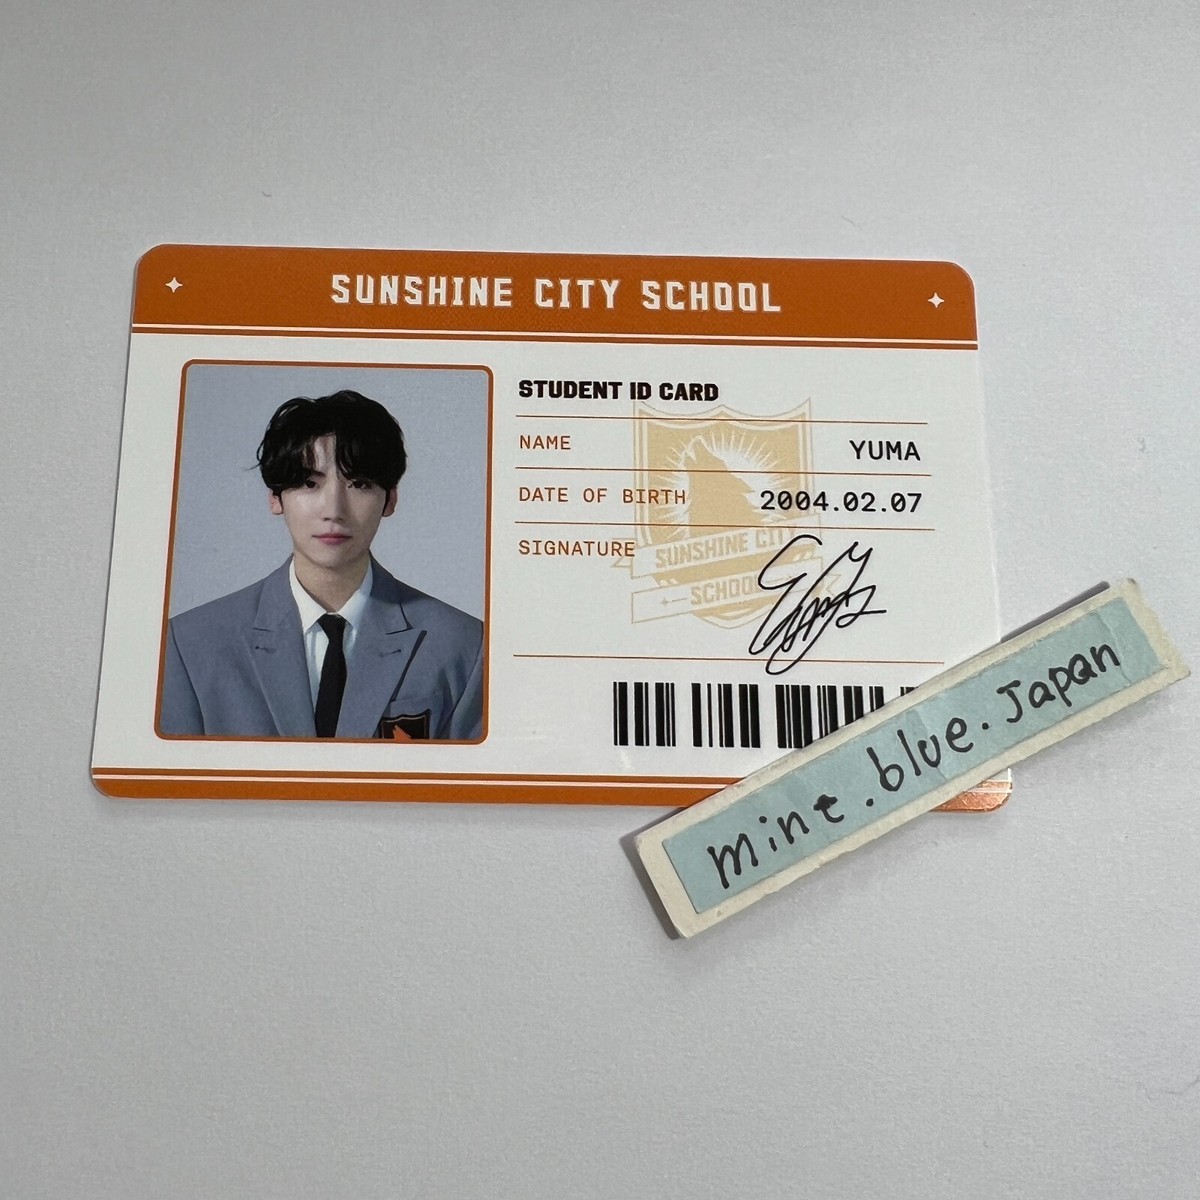 SUNSHINE CITY SCHOOL
STUDENT ID CARD
NAME YUMA
DATE OF BIRTH 2004.02.07
SIGNATURE
SUNSHINE CITY
SCHOOL
mine.blue.Japan